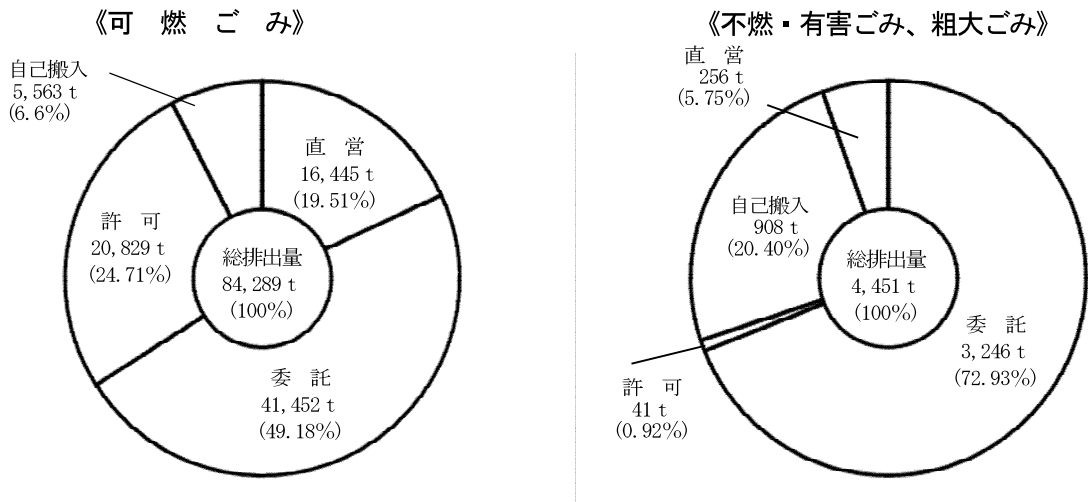 《可 燃 ご み》
自己搬入
5,563 t
(6.6%)
直 営
16,445 t
(19.51%)
許 可
20,829 t
(24.71%)
総排出量
84,289 t
(100%)
委 託
41,452 t
(49.18%)
《不燃・有害ごみ、粗大ごみ》
直 営
256 t
(5.75%)
自己搬入
908 t
(20.40%)
総排出量
4,451 t
(100%)
委 託
3,246 t
(72.93%)
許 可
41 t
(0.92%)